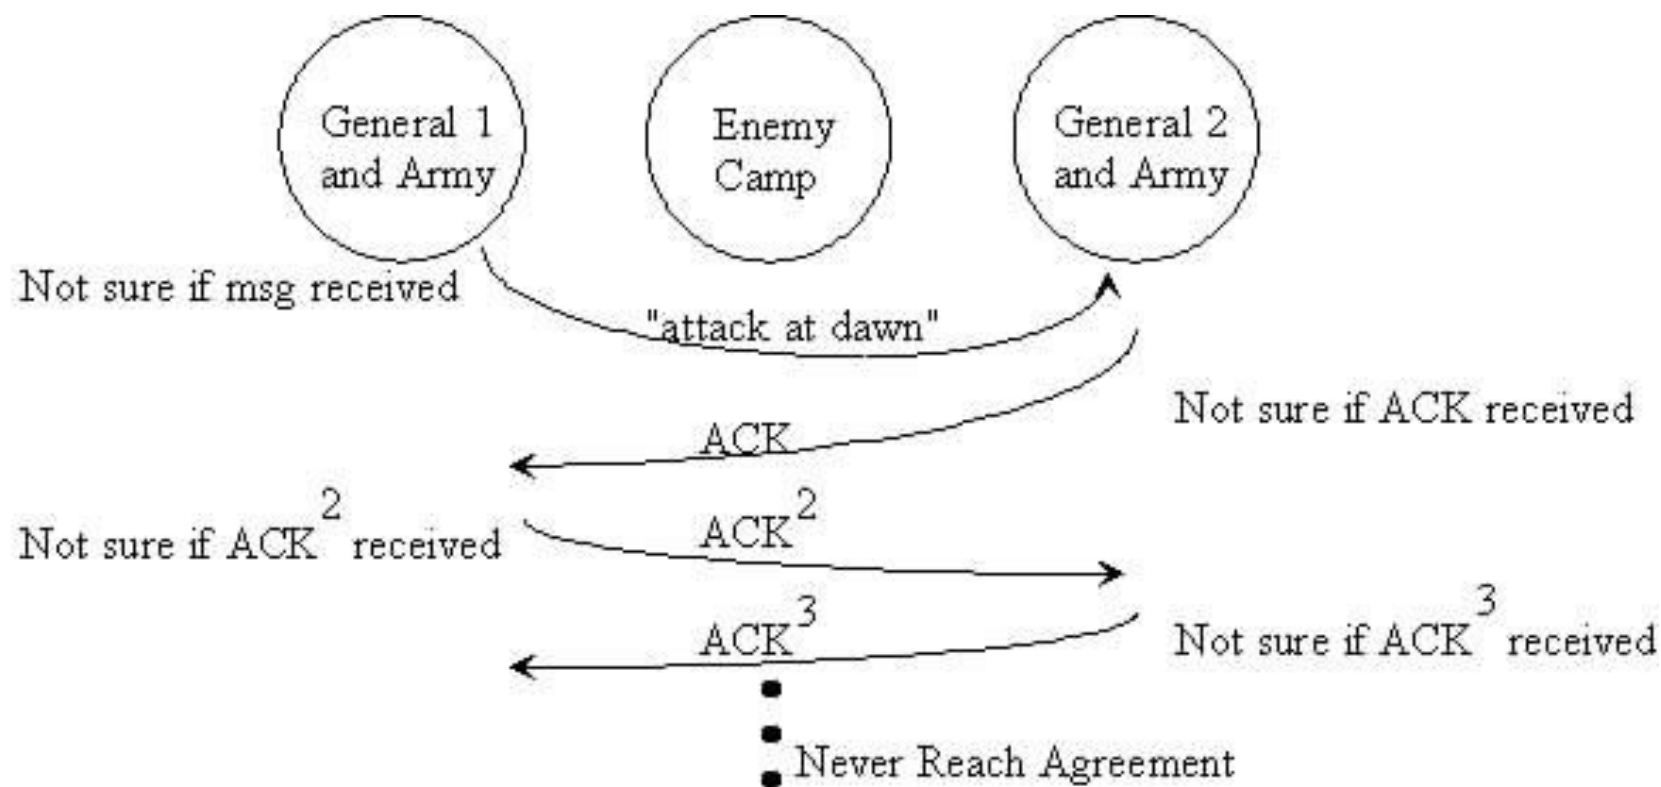 General 1
and Army
Enemy
Camp
General 2
and Army
Not sure if msg received
"attack at dawn"
Not sure if ACK received
ACK
Not sure if ACK² received
ACK²
ACK³
Not sure if ACK³ received
Never Reach Agreement